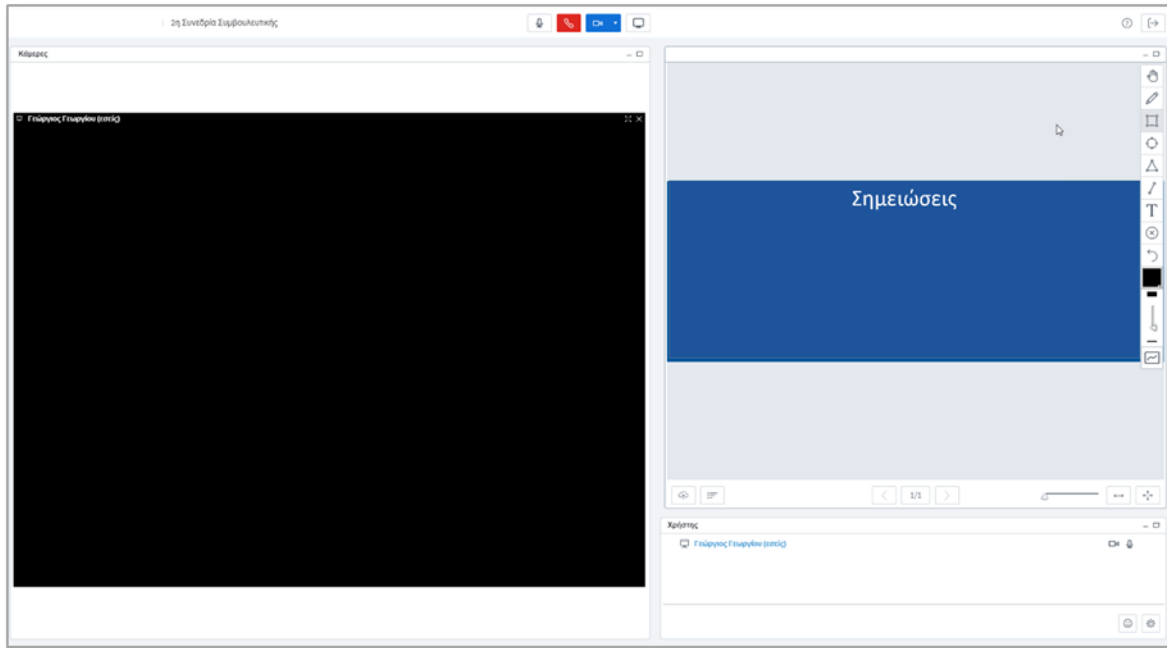 2η Συνεδρία Συμβουλευτικής
Κάμερες
Γεώργιος Γεωργίου (εσείς)
Σημειώσεις
T
1/1
Χρήστης
Γεώργιος Γεωργίου (εσείς)